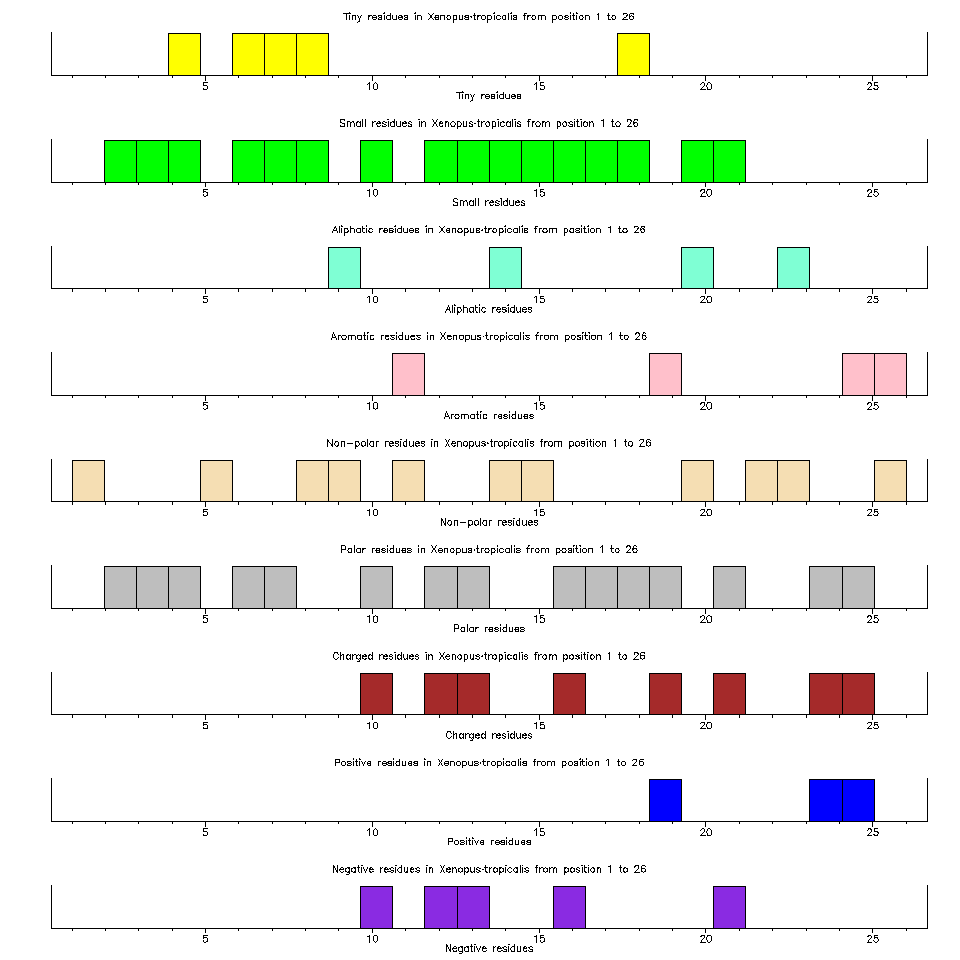 Tiny residues in Xenopus-tropicalis from position 1 to 26
5 10 15 20 25
Tiny residues
Small residues in Xenopus-tropicalis from position 1 to 26
5 10 15 20 25
Small residues
Aliphatic residues in Xenopus-tropicalis from position 1 to 26
5 10 15 20 25
Aliphatic residues
Aromatic residues in Xenopus-tropicalis from position 1 to 26
5 10 15 20 25
Aromatic residues
Non-polar residues in Xenopus-tropicalis from position 1 to 26
5 10 15 20 25
Non-polar residues
Polar residues in Xenopus-tropicalis from position 1 to 26
5 10 15 20 25
Polar residues
Charged residues in Xenopus-tropicalis from position 1 to 26
5 10 15 20 25
Charged residues
Positive residues in Xenopus-tropicalis from position 1 to 26
5 10 15 20 25
Positive residues
Negative residues in Xenopus-tropicalis from position 1 to 26
5 10 15 20 25
Negative residues